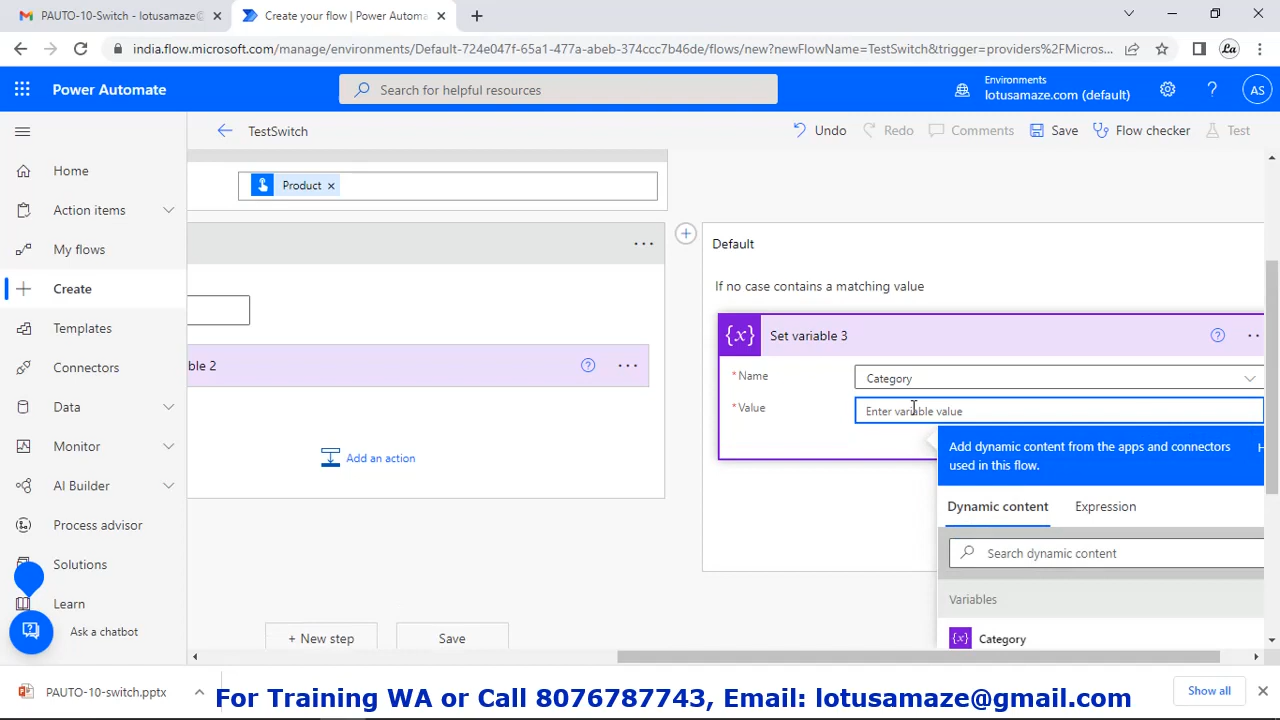 PAUTO-10-Switch - lotusamaze@
Create your flow | Power Automa
india.flow.microsoft.com/manage/environments/Default-724e047f-65a1-477a-abeb-374ccc7b46de/flows/new?newFlowName=TestSwitch&trigger=providers%2FMicros...
La
Power Automate
Search for helpful resources
Environments
lotusamaze.com (default)
AS
TestSwitch
Undo
Redo
Comments
Save
Flow checker
Test
Home
Action items
My flows
Create
Templates
Connectors
Data
Monitor
AI Builder
Process advisor
Solutions
Learn
Ask a chatbot
Product
Default
If no case contains a matching value
ble 2
Add an action
{x} Set variable 3
* Name
Category
* Value
Enter variable value
Add dynamic content from the apps and connectors
used in this flow.
Dynamic content
Expression
Search dynamic content
Variables
{x} Category
+ New step
Save
PAUTO-10-switch.pptx
Show all
For Training WA or Call 8076787743, Email: lotusamaze@gmail.com